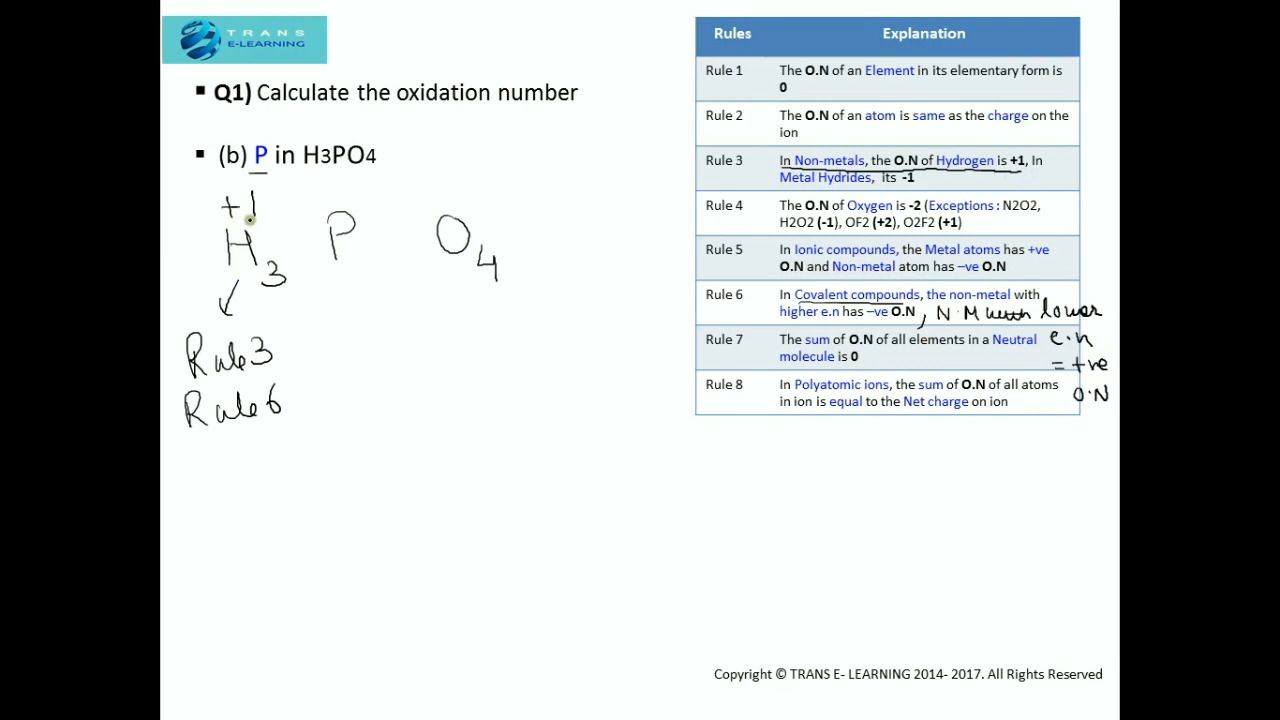 TRANS
E-LEARNING
Q1) Calculate the oxidation number
(b) P in H3PO4
+1
H3 P O4
Rule 3
Rule 6
Rules Explanation
Rule 1 The O.N of an Element in its elementary form is
0
Rule 2 The O.N of an atom is same as the charge on the
ion
Rule 3 In Non-metals, the O.N of Hydrogen is +1, In
Metal Hydrides, its -1
Rule 4 The O.N of Oxygen is -2 (Exceptions : N2O2,
H2O2 (-1), OF2 (+2), O2F2 (+1)
Rule 5 In Ionic compounds, the Metal atoms has +ve
O.N and Non-metal atom has –ve O.N
Rule 6 In Covalent compounds, the non-metal with
higher e.n has –ve O.N , N.M with lower
e.n
= +ve
O.N
Rule 7 The sum of O.N of all elements in a Neutral
molecule is 0
Rule 8 In Polyatomic ions, the sum of O.N of all atoms
in ion is equal to the Net charge on ion
Copyright © TRANS E- LEARNING 2014- 2017. All Rights Reserved